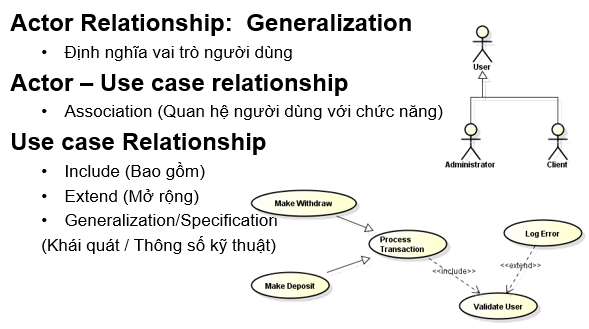 Actor Relationship: Generalization
• Định nghĩa vai trò người dùng
Actor – Use case relationship
• Association (Quan hệ người dùng với chức năng)
Use case Relationship
• Include (Bao gồm)
• Extend (Mở rộng)
• Generalization/Specification
(Khái quát / Thông số kỹ thuật)
User
Administrator
Client
Make Withdraw
Process
Transaction
Log Error
<<include>>
<<extend>>
Make Deposit
Validate User